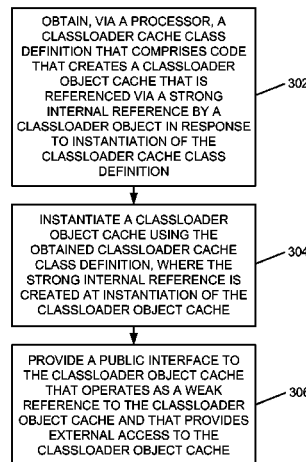 OBTAIN, VIA A PROCESSOR, A
CLASSLOADER CACHE CLASS
DEFINITION THAT COMPRISES CODE
THAT CREATES A CLASSLOADER
OBJECT CACHE THAT IS
REFERENCED VIA A STRONG
INTERNAL REFERENCE BY A
CLASSLOADER OBJECT IN RESPONSE
TO INSTANTIATION OF THE
CLASSLOADER CACHE CLASS
DEFINITION
302
INSTANTIATE A CLASSLOADER
OBJECT CACHE USING THE
OBTAINED CLASSLOADER CACHE
CLASS DEFINITION, WHERE THE
STRONG INTERNAL REFERENCE IS
CREATED AT INSTANTIATION OF THE
CLASSLOADER OBJECT CACHE
304
PROVIDE A PUBLIC INTERFACE TO
THE CLASSLOADER OBJECT CACHE
THAT OPERATES AS A WEAK
REFERENCE TO THE CLASSLOADER
OBJECT CACHE AND THAT PROVIDES
EXTERNAL ACCESS TO THE
CLASSLOADER OBJECT CACHE
306